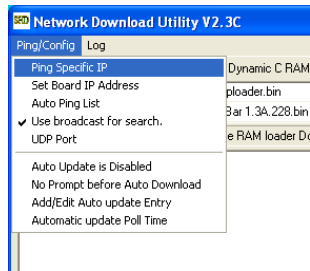 SRD Network Download Utility V2.3C
Ping/Config Log
Ping Specific IP
Dynamic C RAM
Set Board IP Address
ploader.bin
Auto Ping List
Bar 1.3A.228.bin
✓ Use broadcast for search.
UDP Port
e RAM loader Do
Auto Update is Disabled
No Prompt before Auto Download
Add/Edit Auto update Entry
Automatic update Poll Time